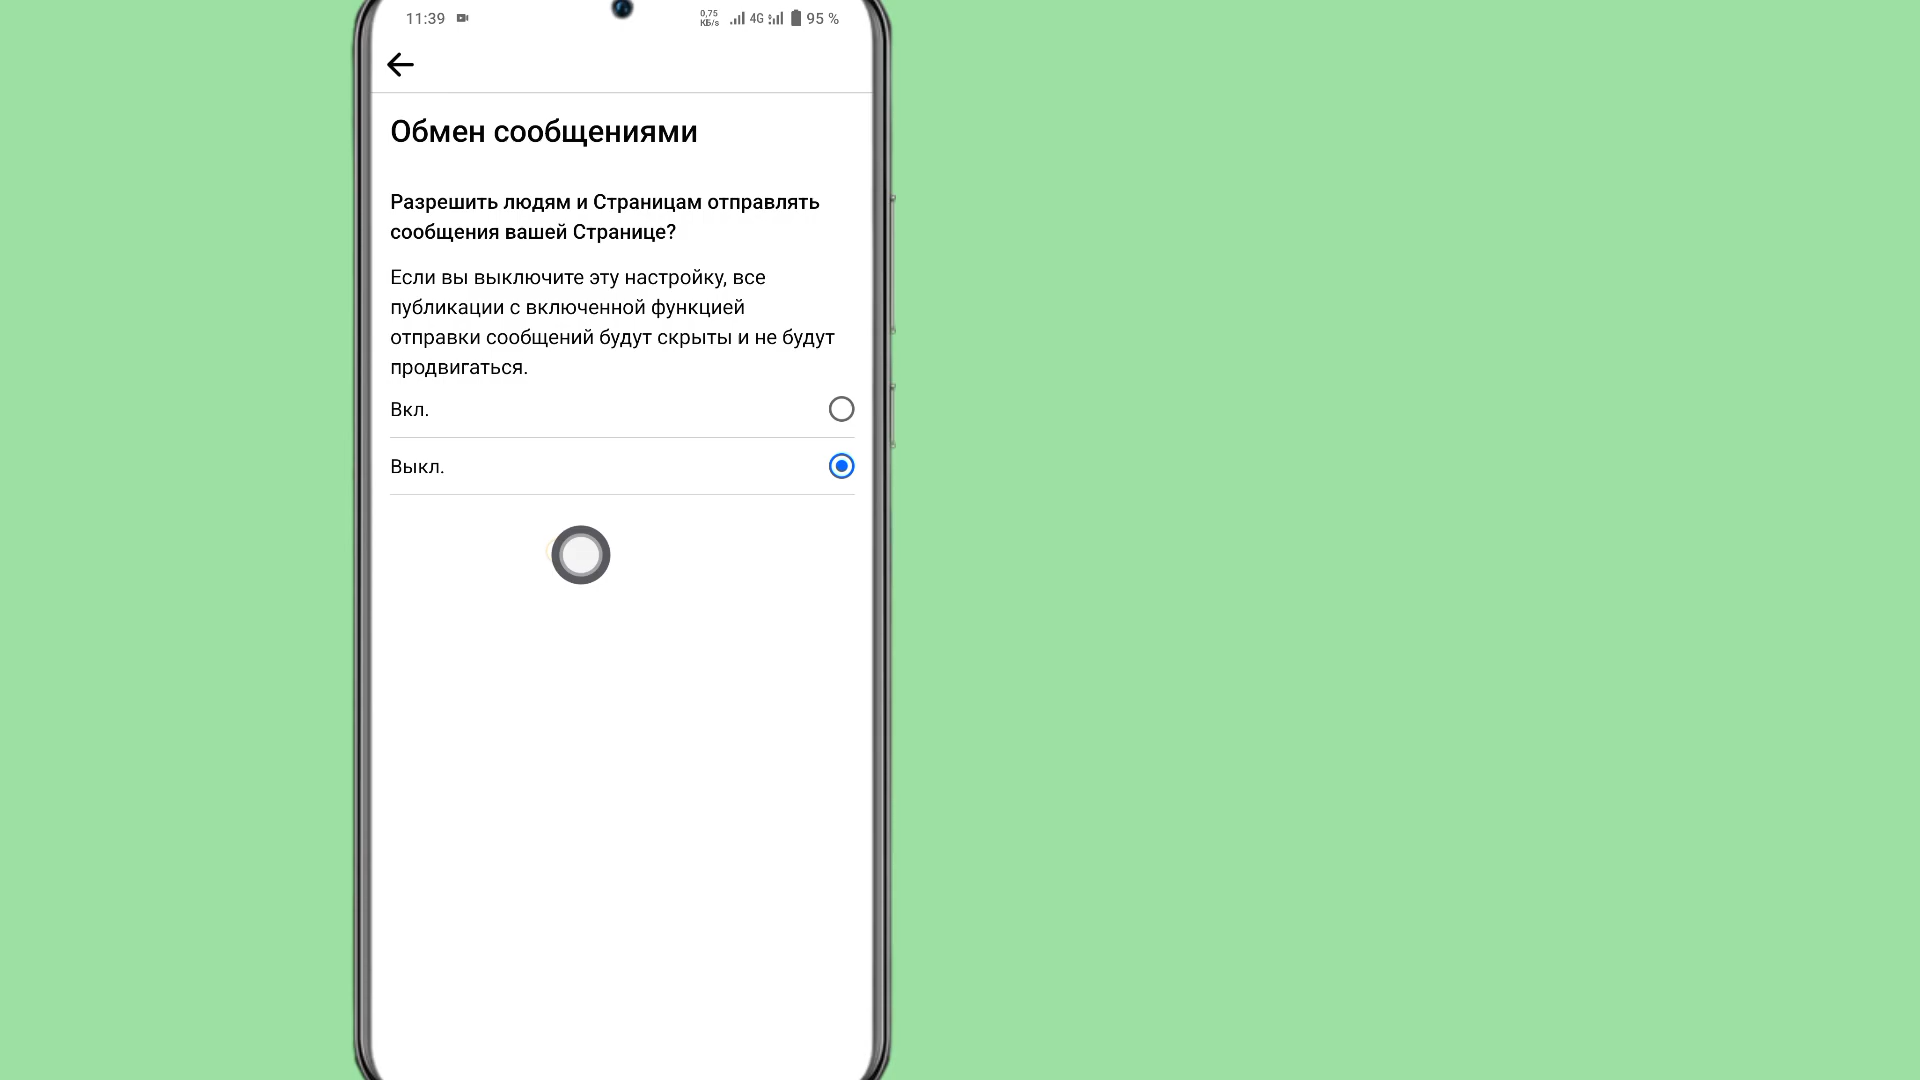 11:39
0,75 КБ/s 4G 95 %
Обмен сообщениями
Разрешить людям и Страницам отправлять
сообщения вашей Странице?
Если вы выключите эту настройку, все
публикации с включенной функцией
отправки сообщений будут скрыты и не будут
продвигаться.
Вкл.
Выкл.